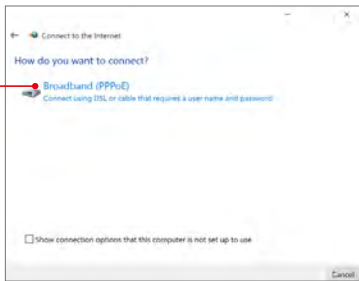 Connect to the Internet
How do you want to connect?
Broadband (PPPoE)
Connect using DSL or cable that requires a user name and password
Show connection options that this computer is not set up to use
Cancel